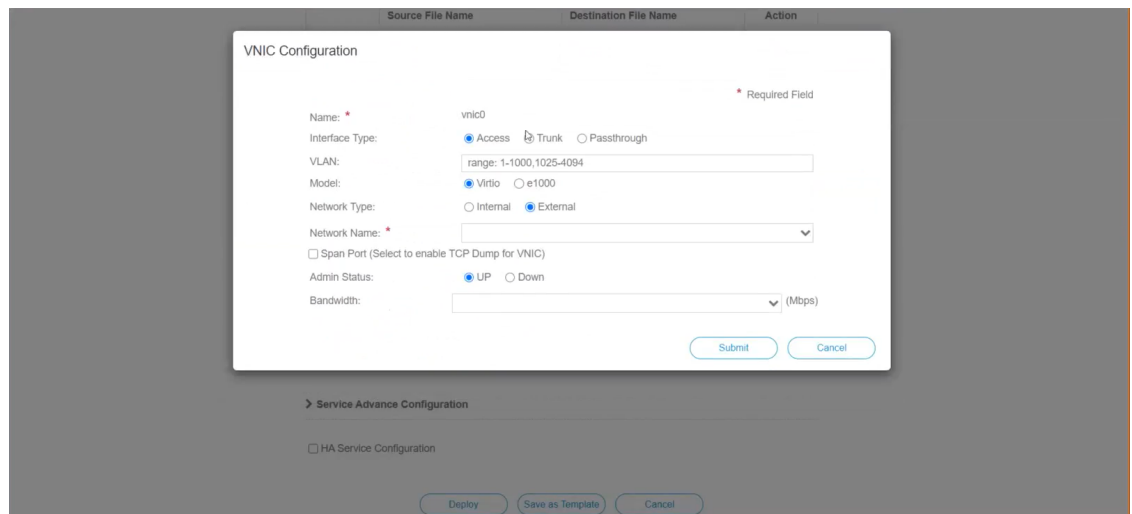 Source File Name Destination File Name Action
VNIC Configuration
* Required Field
Name: * vnic0
Interface Type: Access Trunk Passthrough
VLAN: range: 1-1000,1025-4094
Model: Virtio e1000
Network Type: Internal External
Network Name: *
Span Port (Select to enable TCP Dump for VNIC)
Admin Status: UP Down
Bandwidth: (Mbps)
Submit Cancel
Service Advance Configuration
HA Service Configuration
Deploy Save as Template Cancel